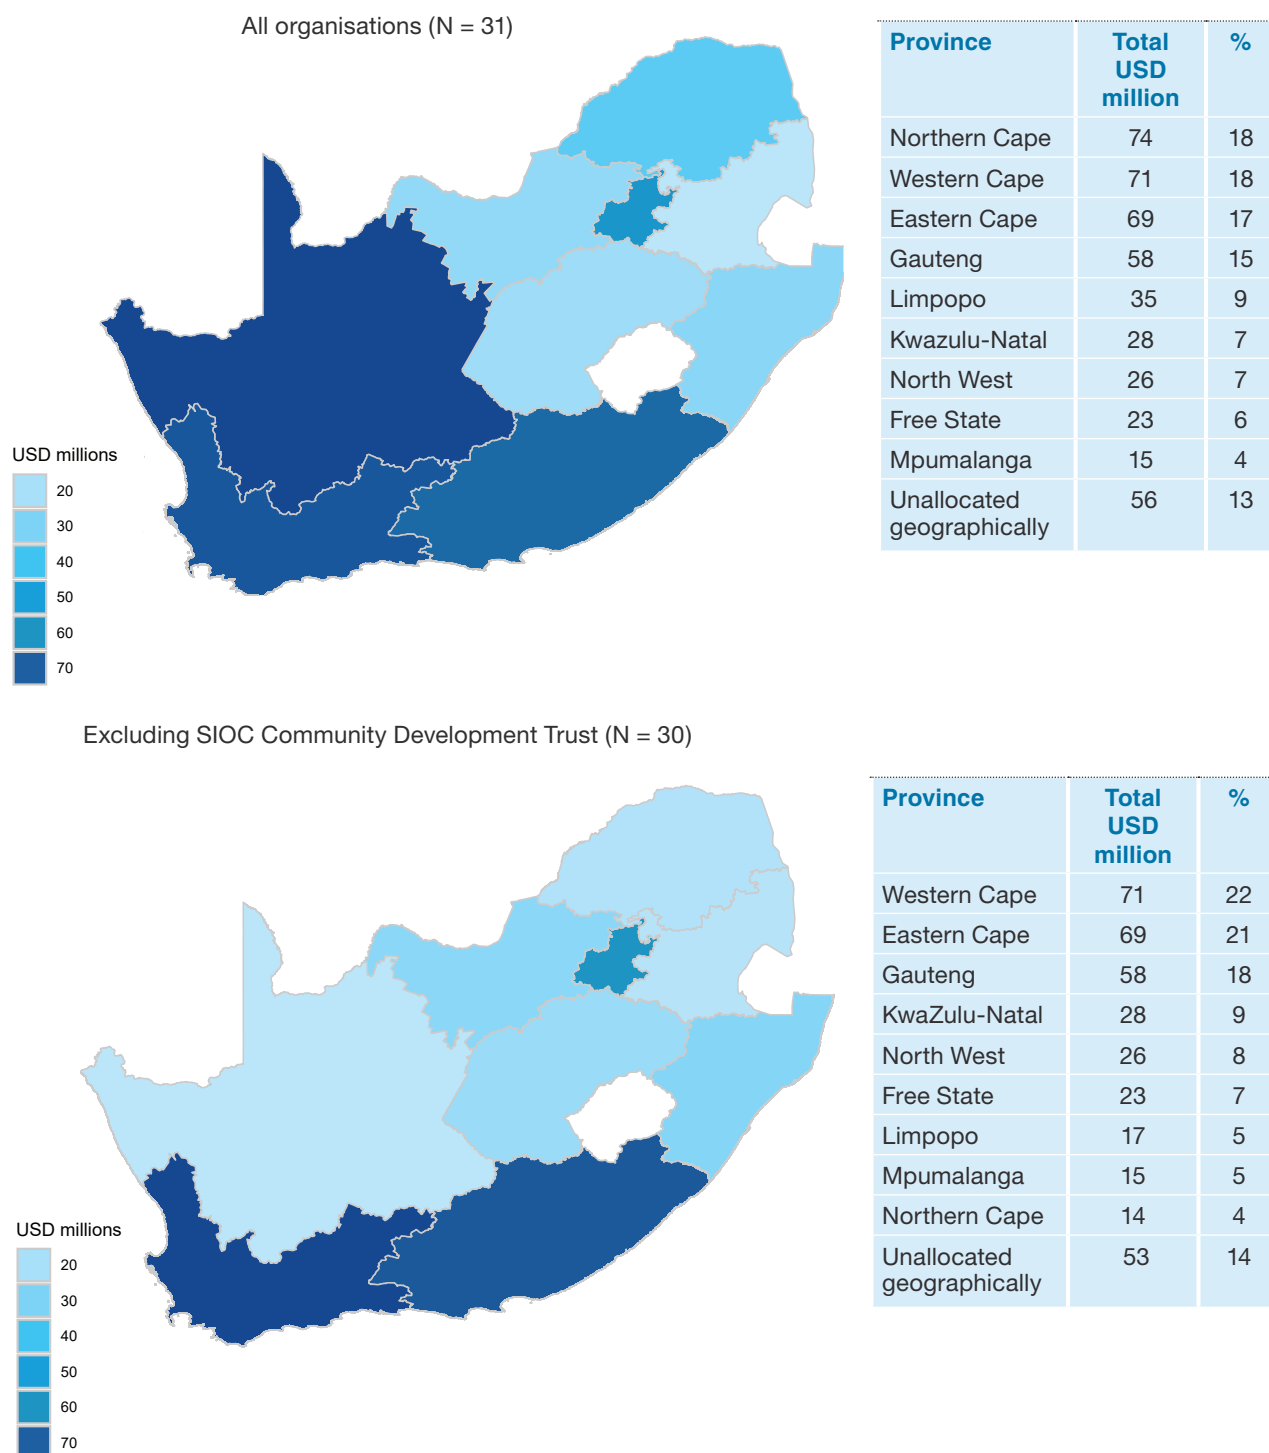 All organisations (N = 31)
Province Total USD million %
Northern Cape 74 18
Western Cape 71 18
Eastern Cape 69 17
Gauteng 58 15
Limpopo 35 9
Kwazulu-Natal 28 7
North West 26 7
Free State 23 6
Mpumalanga 15 4
Unallocated geographically 56 13
USD millions
20
30
40
50
60
70
Excluding SIOC Community Development Trust (N = 30)
Province Total USD million %
Western Cape 71 22
Eastern Cape 69 21
Gauteng 58 18
KwaZulu-Natal 28 9
North West 26 8
Free State 23 7
Limpopo 17 5
Mpumalanga 15 5
Northern Cape 14 4
Unallocated geographically 53 14
USD millions
20
30
40
50
60
70